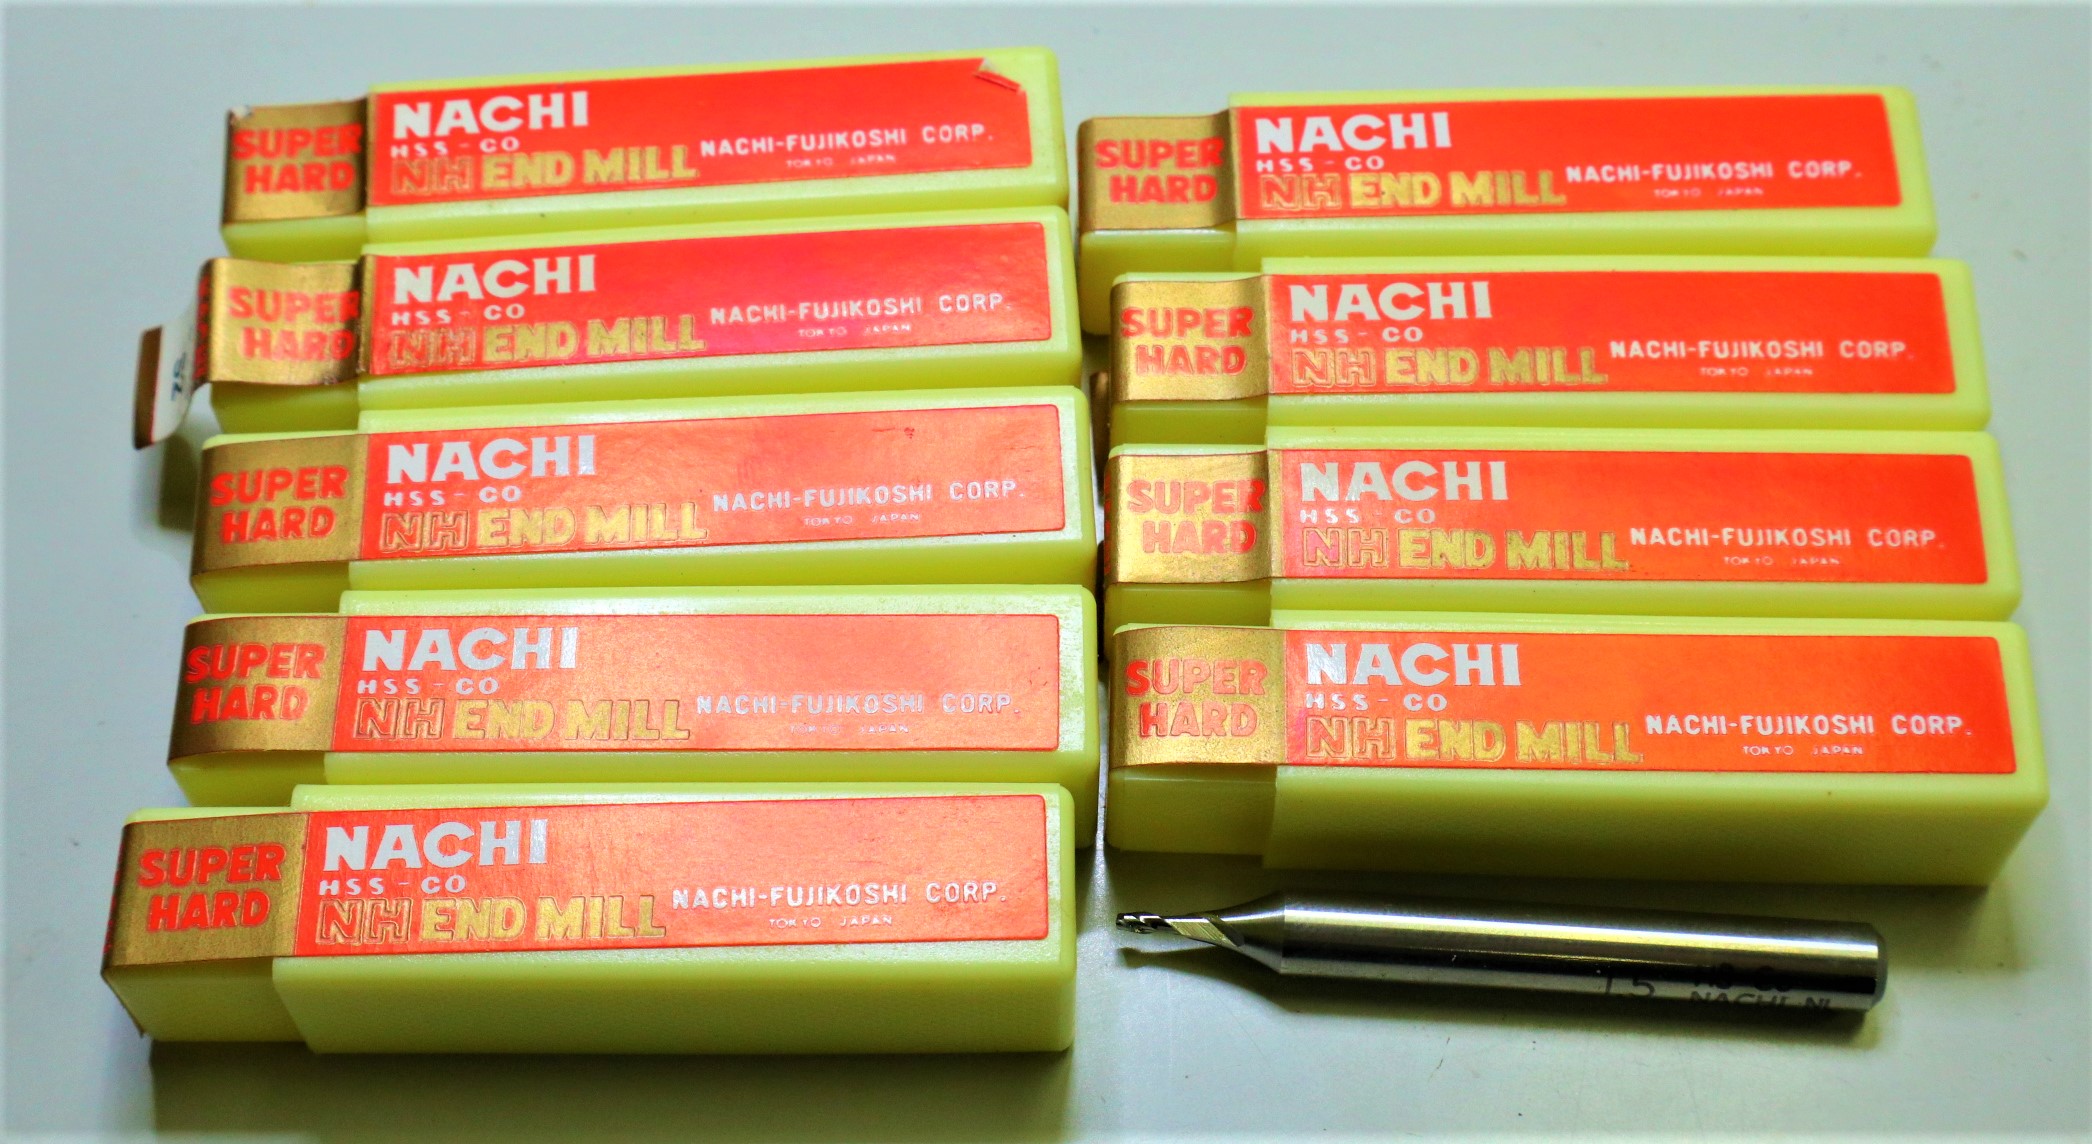 SUPER
HARD
NACHI
HSS-CO
NH END MILL
NACHI-FUJIKOSHI CORP.
TOKYO JAPAN
SUPER
HARD
NACHI
HSS-CO
NH END MILL
NACHI-FUJIKOSHI CORP.
TOKYO JAPAN
SUPER
HARD
NACHI
HSS-CO
NH END MILL
NACHI-FUJIKOSHI CORP.
TOKYO JAPAN
SUPER
HARD
NACHI
HSS-CO
NH END MILL
NACHI-FUJIKOSHI CORP.
TOKYO JAPAN
SUPER
HARD
NACHI
HSS-CO
NH END MILL
NACHI-FUJIKOSHI CORP.
TOKYO JAPAN
SUPER
HARD
NACHI
HSS-CO
NH END MILL
NACHI-FUJIKOSHI CORP.
TOKYO JAPAN
SUPER
HARD
NACHI
HSS-CO
NH END MILL
NACHI-FUJIKOSHI CORP.
TOKYO JAPAN
SUPER
HARD
NACHI
HSS-CO
NH END MILL
NACHI-FUJIKOSHI CORP.
TOKYO JAPAN
SUPER
HARD
NACHI
HSS-CO
NH END MILL
NACHI-FUJIKOSHI CORP.
TOKYO JAPAN
1.5
NACHI